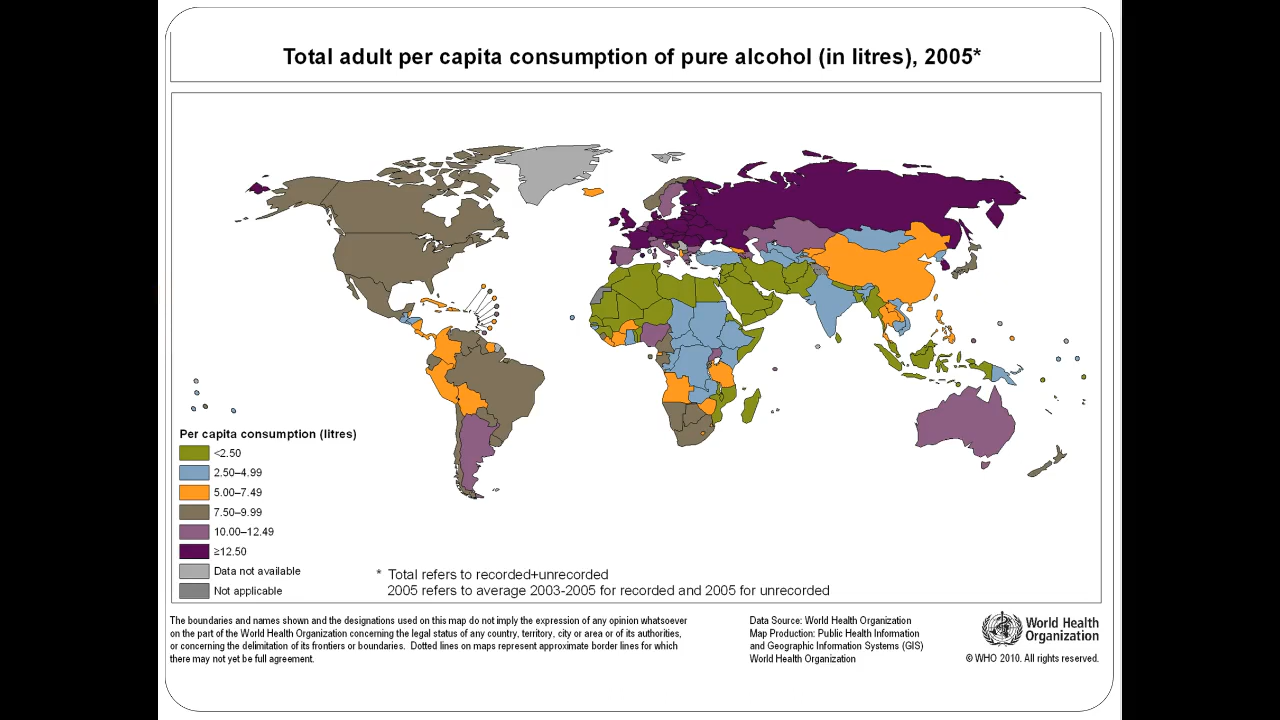 Total adult per capita consumption of pure alcohol (in litres), 2005*
Per capita consumption (litres)
<2.50
2.50–4.99
5.00–7.49
7.50–9.99
10.00–12.49
≥12.50
Data not available
Not applicable
* Total refers to recorded+unrecorded
2005 refers to average 2003-2005 for recorded and 2005 for unrecorded
The boundaries and names shown and the designations used on this map do not imply the expression of any opinion whatsoever
on the part of the World Health Organization concerning the legal status of any country, territory, city or area or of its authorities,
or concerning the delimitation of its frontiers or boundaries. Dotted lines on maps represent approximate border lines for which
there may not yet be full agreement.
Data Source: World Health Organization
Map Production: Public Health Information
and Geographic Information Systems (GIS)
World Health Organization
World Health
Organization
© WHO 2010. All rights reserved.